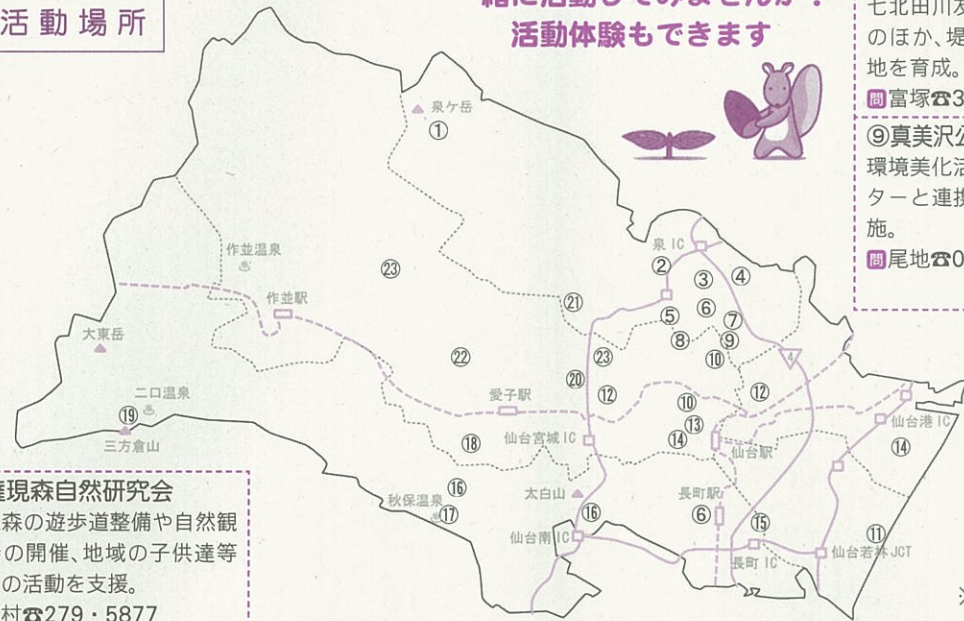 活動場所
緒に活動してみませんか？
活動体験もできます
七北田川
のほか、堤
地を育成。
問富塚☎3
⑨真美沢公
環境美化活
ターと連携
施。
問尾地☎0
泉ケ岳
①
作並温泉
㉓
作並駅
大東岳
二口温泉
⑲
三方倉山
㉒
愛子駅
⑱
⑯
秋保温泉
⑰
泉IC
②
③
④
㉑
⑤
⑥
⑦
⑧
⑨
⑩
㉓
⑳
⑫
⑫
4
⑩
⑬
⑭
仙台宮城IC
仙台駅
仙台港IC
⑭
太白山
⑯
長町駅
⑥
仙台南IC
⑮
長町IC
⑪
仙台若林JCT
現森自然研究会
森の遊歩道整備や自然観
の開催、地域の子供達等
の活動を支援。
村☎279・5877
※